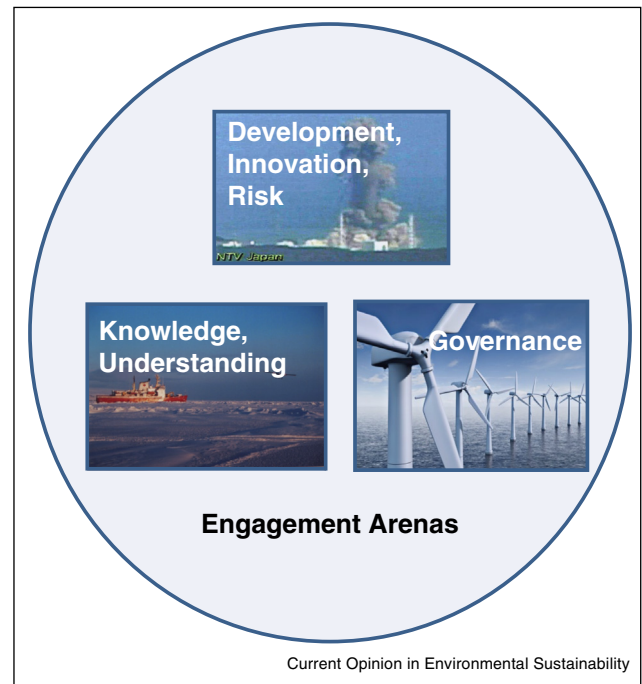 Development,
Innovation,
Risk
NTV Japan
Knowledge,
Understanding
Governance
Engagement Arenas
Current Opinion in Environmental Sustainability